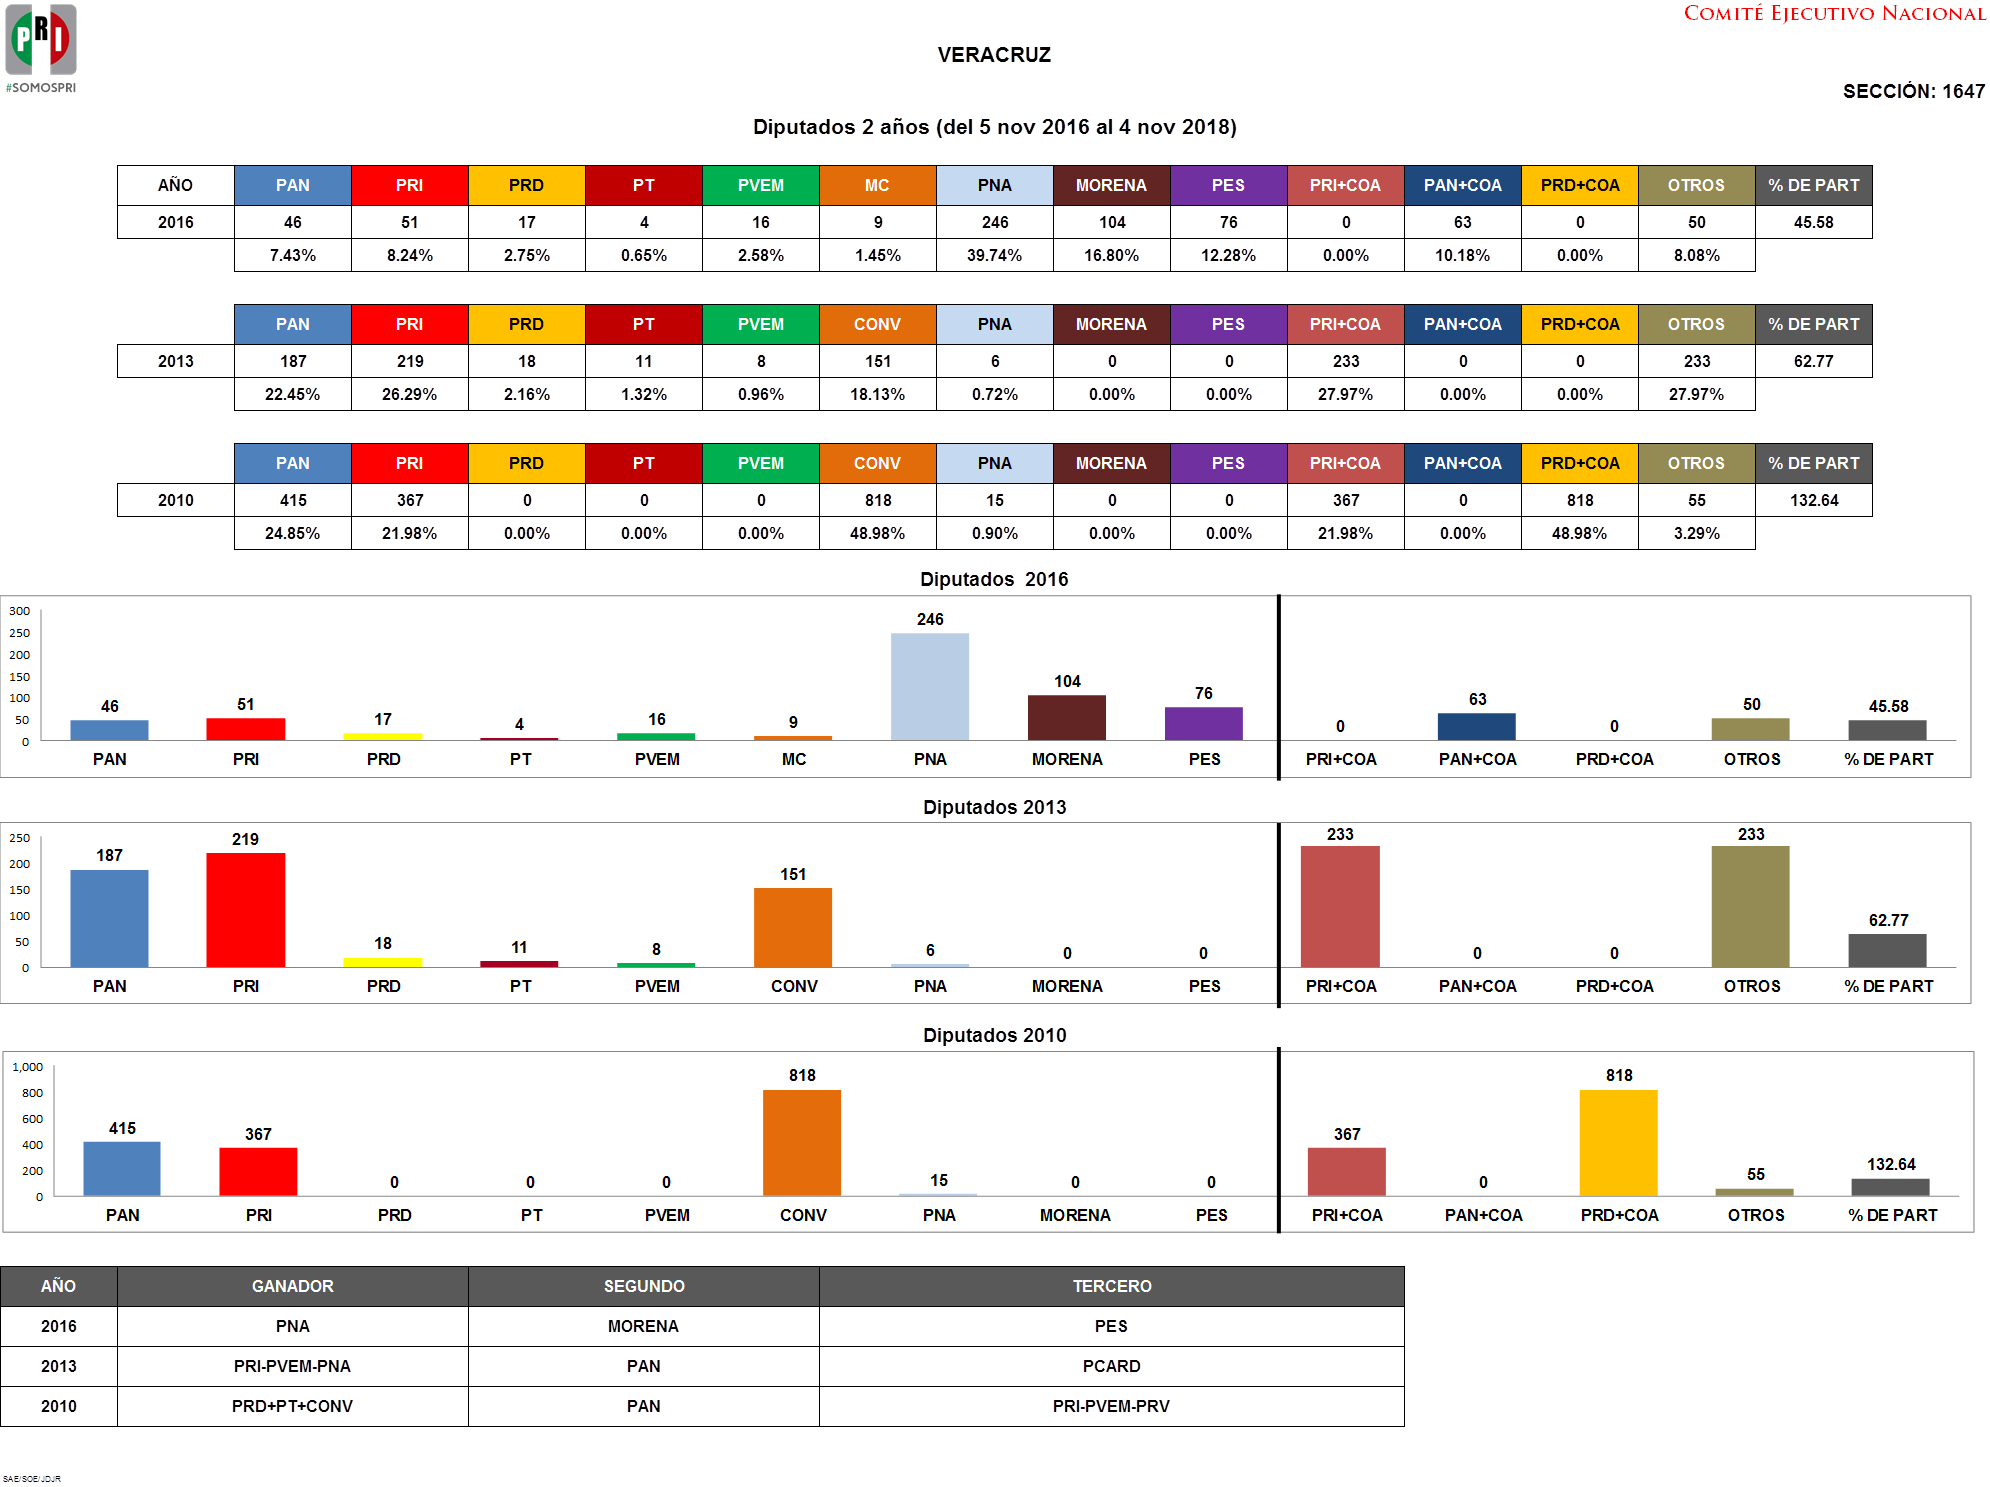 PRI
#SOMOSPRI
COMITÉ EJECUTIVO NACIONAL
VERACRUZ
SECCIÓN: 1647
Diputados 2 años (del 5 nov 2016 al 4 nov 2018)
AÑO PAN PRI PRD PT PVEM MC PNA MORENA PES PRI+COA PAN+COA PRD+COA OTROS % DE PART
2016 46 51 17 4 16 9 246 104 76 0 63 0 50 45.58
7.43% 8.24% 2.75% 0.65% 2.58% 1.45% 39.74% 16.80% 12.28% 0.00% 10.18% 0.00% 8.08%
PAN PRI PRD PT PVEM CONV PNA MORENA PES PRI+COA PAN+COA PRD+COA OTROS % DE PART
2013 187 219 18 11 8 151 6 0 0 233 0 0 233 62.77
22.45% 26.29% 2.16% 1.32% 0.96% 18.13% 0.72% 0.00% 0.00% 27.97% 0.00% 0.00% 27.97%
PAN PRI PRD PT PVEM CONV PNA MORENA PES PRI+COA PAN+COA PRD+COA OTROS % DE PART
2010 415 367 0 0 0 818 15 0 0 367 0 818 55 132.64
24.85% 21.98% 0.00% 0.00% 0.00% 48.98% 0.90% 0.00% 0.00% 21.98% 0.00% 48.98% 3.29%
Diputados 2016
300
250
200
150
100
50
0
46 51 17 4 16 9 246 104 76 0 63 0 50 45.58
PAN PRI PRD PT PVEM MC PNA MORENA PES PRI+COA PAN+COA PRD+COA OTROS % DE PART
Diputados 2013
250
200
150
100
50
0
187 219 18 11 8 151 6 0 0 233 0 0 233 62.77
PAN PRI PRD PT PVEM CONV PNA MORENA PES PRI+COA PAN+COA PRD+COA OTROS % DE PART
Diputados 2010
1,000
800
600
400
200
0
415 367 0 0 0 818 15 0 0 367 0 818 55 132.64
PAN PRI PRD PT PVEM CONV PNA MORENA PES PRI+COA PAN+COA PRD+COA OTROS % DE PART
AÑO GANADOR SEGUNDO TERCERO
2016 PNA MORENA PES
2013 PRI-PVEM-PNA PAN PCARD
2010 PRD+PT+CONV PAN PRI-PVEM-PRV
SAE/SOE/JDJR